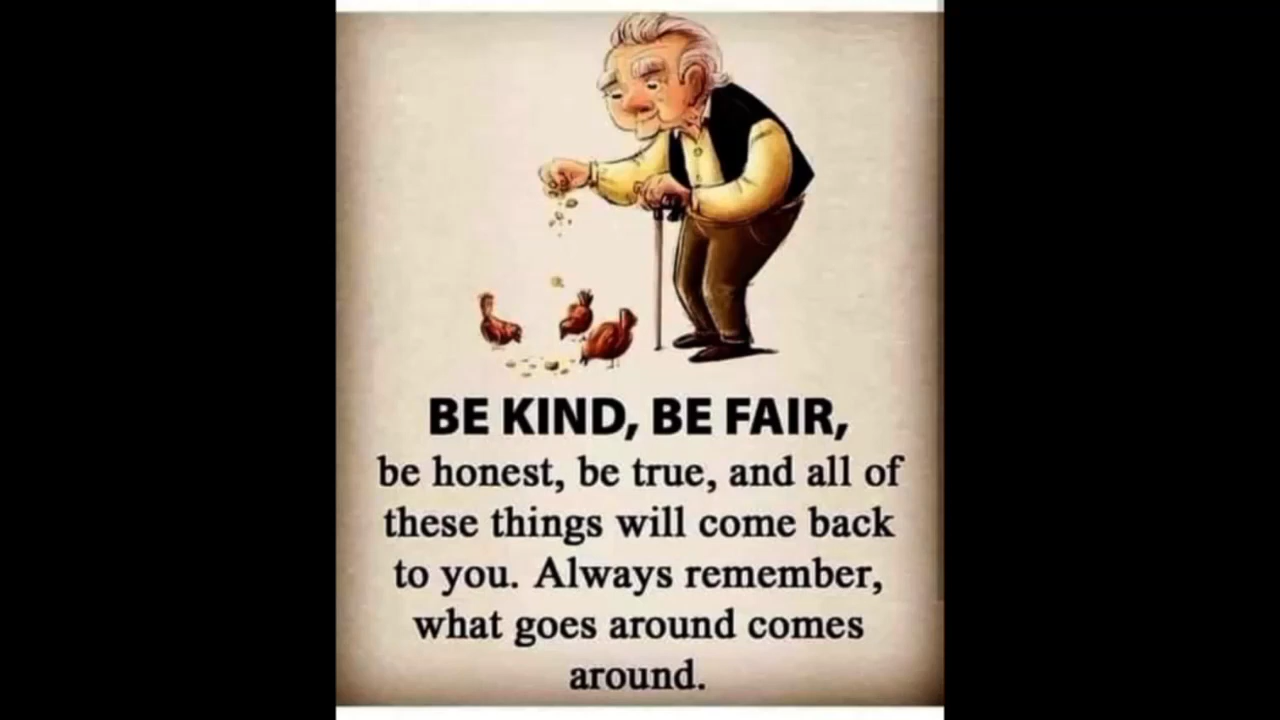 BE KIND, BE FAIR,
be honest, be true, and all of
these things will come back
to you. Always remember,
what goes around comes
around.